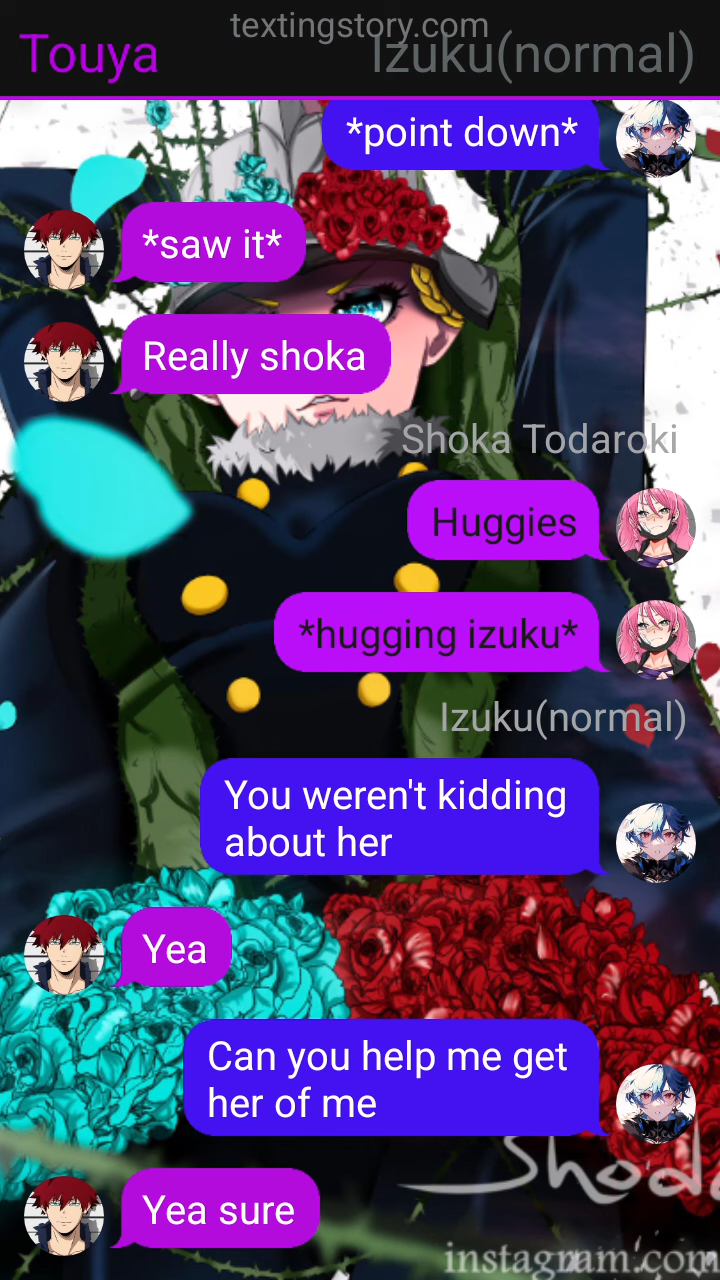 textingstory.com
Touya
Izuku(normal)
*point down*
*saw it*
Really shoka
Shoka Todaroki
Huggies
*hugging izuku*
Izuku(normal)
You weren't kidding
about her
Yea
Can you help me get
her of me
Yea sure
Shoda
instagram.com